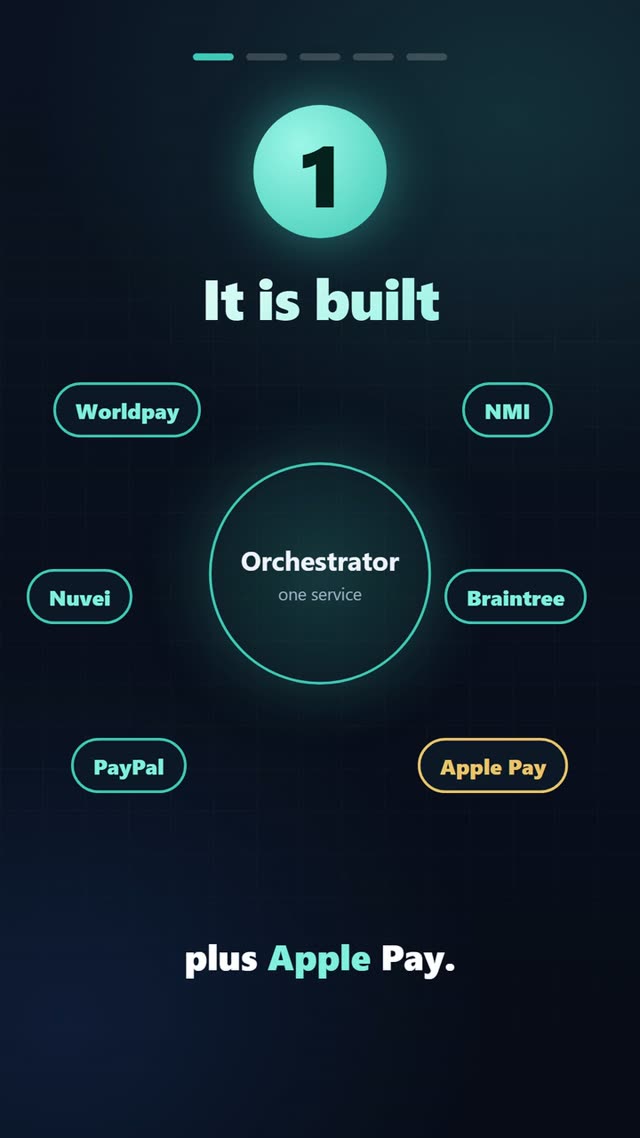 1
It is built
Worldpay
NMI
Orchestrator
one service
Nuvei
Braintree
PayPal
Apple Pay
plus Apple Pay.